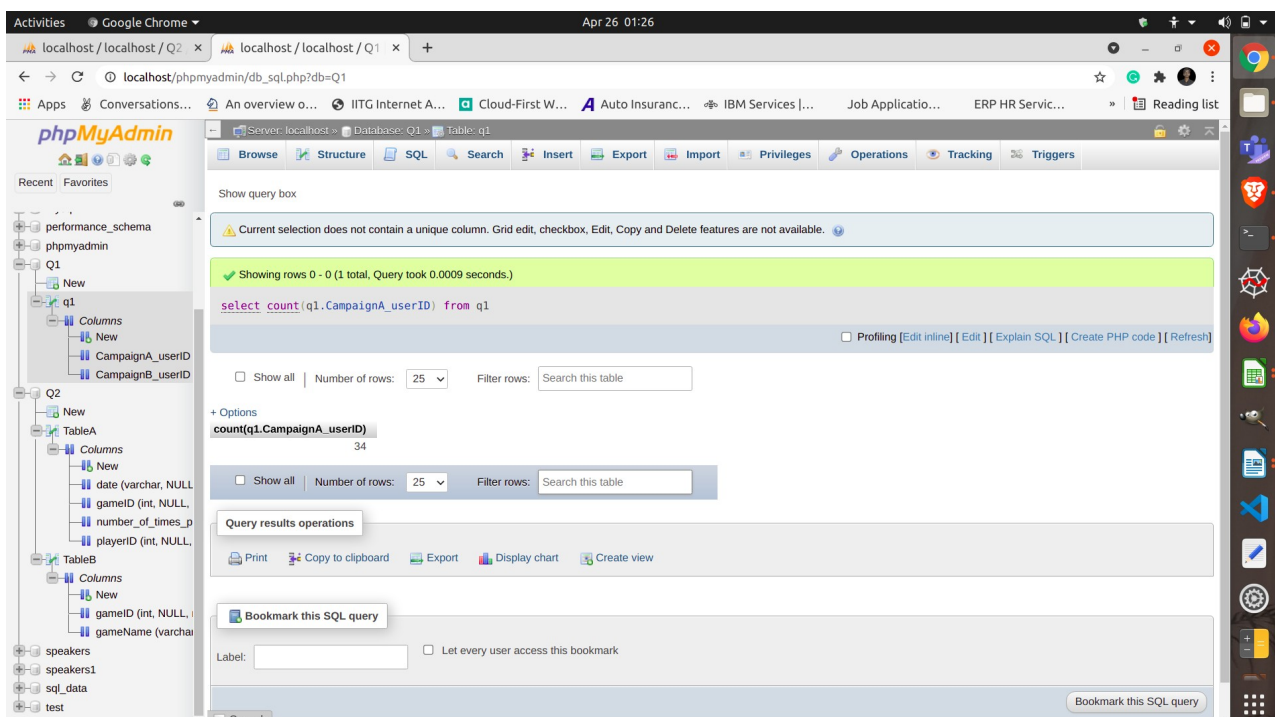 Activities Google Chrome Apr 26 01:26
localhost / localhost / Q2 localhost / localhost / Q1
localhost/phpmyadmin/db_sql.php?db=Q1
Apps Conversations... An overview o... IITG Internet A... Cloud-First W... Auto Insuranc... IBM Services |... Job Applicatio... ERP HR Servic... » Reading list
phpMyAdmin
Recent Favorites
performance_schema
phpmyadmin
Q1
New
q1
Columns
New
CampaignA_userID
CampaignB_userID
Q2
New
TableA
Columns
New
date (varchar, NULL
gameID (int, NULL,
number_of_times_p
playerID (int, NULL,
TableB
Columns
New
gameID (int, NULL,
gameName (varchar
speakers
speakers1
sql_data
test
Server: localhost » Database: Q1 » Table: q1
Browse Structure SQL Search Insert Export Import Privileges Operations Tracking Triggers
Show query box
Current selection does not contain a unique column. Grid edit, checkbox, Edit, Copy and Delete features are not available.
Showing rows 0 - 0 (1 total, Query took 0.0009 seconds.)
select count(q1.CampaignA_userID) from q1
Profiling [Edit inline] [ Edit ] [ Explain SQL ] [ Create PHP code ] [ Refresh]
Show all | Number of rows: 25 Filter rows: Search this table
+ Options
count(q1.CampaignA_userID)
34
Show all | Number of rows: 25 Filter rows: Search this table
Query results operations
Print Copy to clipboard Export Display chart Create view
Bookmark this SQL query
Label: Let every user access this bookmark
Bookmark this SQL query